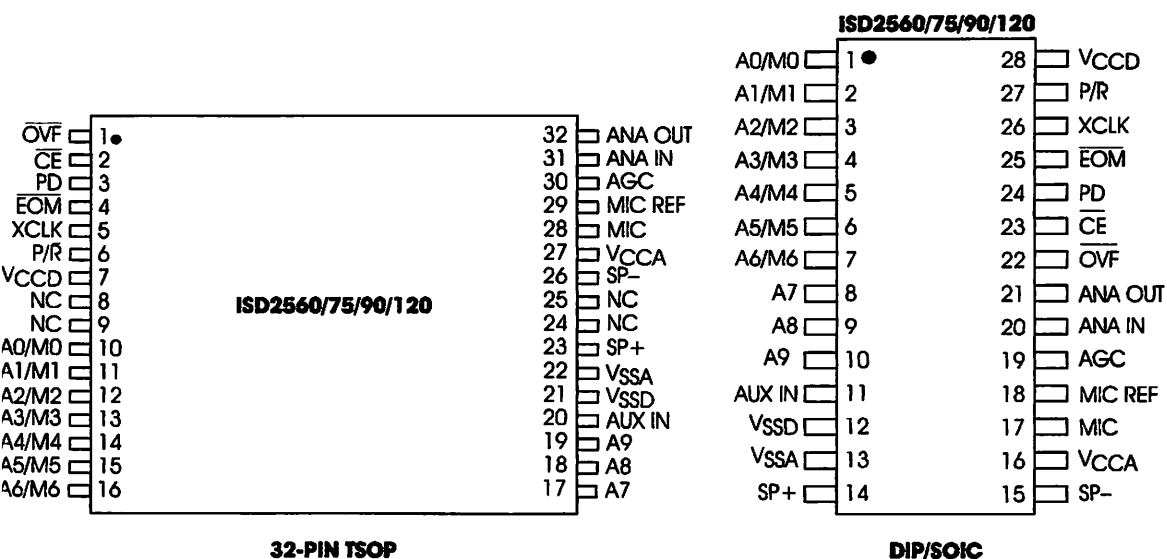 O̅V̅F̅ 1 32 ANA OUT
C̅E̅ 2 31 ANA IN
PD 3 30 AGC
E̅O̅M̅ 4 29 MIC REF
XCLK 5 28 MIC
P/R̅ 6 27 VCCA
VCCD 7 26 SP–
NC 8 25 NC
NC 9 24 NC
A0/M0 10 23 SP+
A1/M1 11 22 VSSA
A2/M2 12 21 VSSD
A3/M3 13 20 AUX IN
A4/M4 14 19 A9
A5/M5 15 18 A8
A6/M6 16 17 A7
ISD2560/75/90/120
32-PIN TSOP
ISD2560/75/90/120
A0/M0 1 28 VCCD
A1/M1 2 27 P/R̅
A2/M2 3 26 XCLK
A3/M3 4 25 E̅O̅M̅
A4/M4 5 24 PD
A5/M5 6 23 C̅E̅
A6/M6 7 22 O̅V̅F̅
A7 8 21 ANA OUT
A8 9 20 ANA IN
A9 10 19 AGC
AUX IN 11 18 MIC REF
VSSD 12 17 MIC
VSSA 13 16 VCCA
SP+ 14 15 SP–
DIP/SOIC